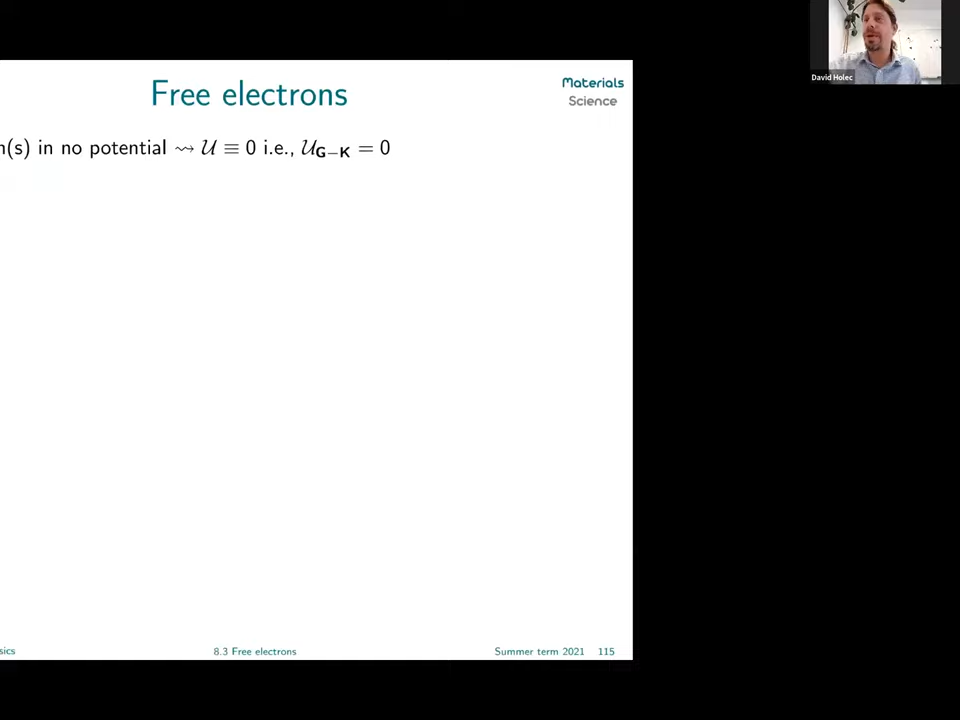 David Holec
Free electrons
Materials
Science
n(s) in no potential ⇝ 𝒰 ≡ 0 i.e., 𝒰_{G−K} = 0
sics
8.3 Free electrons
Summer term 2021
115